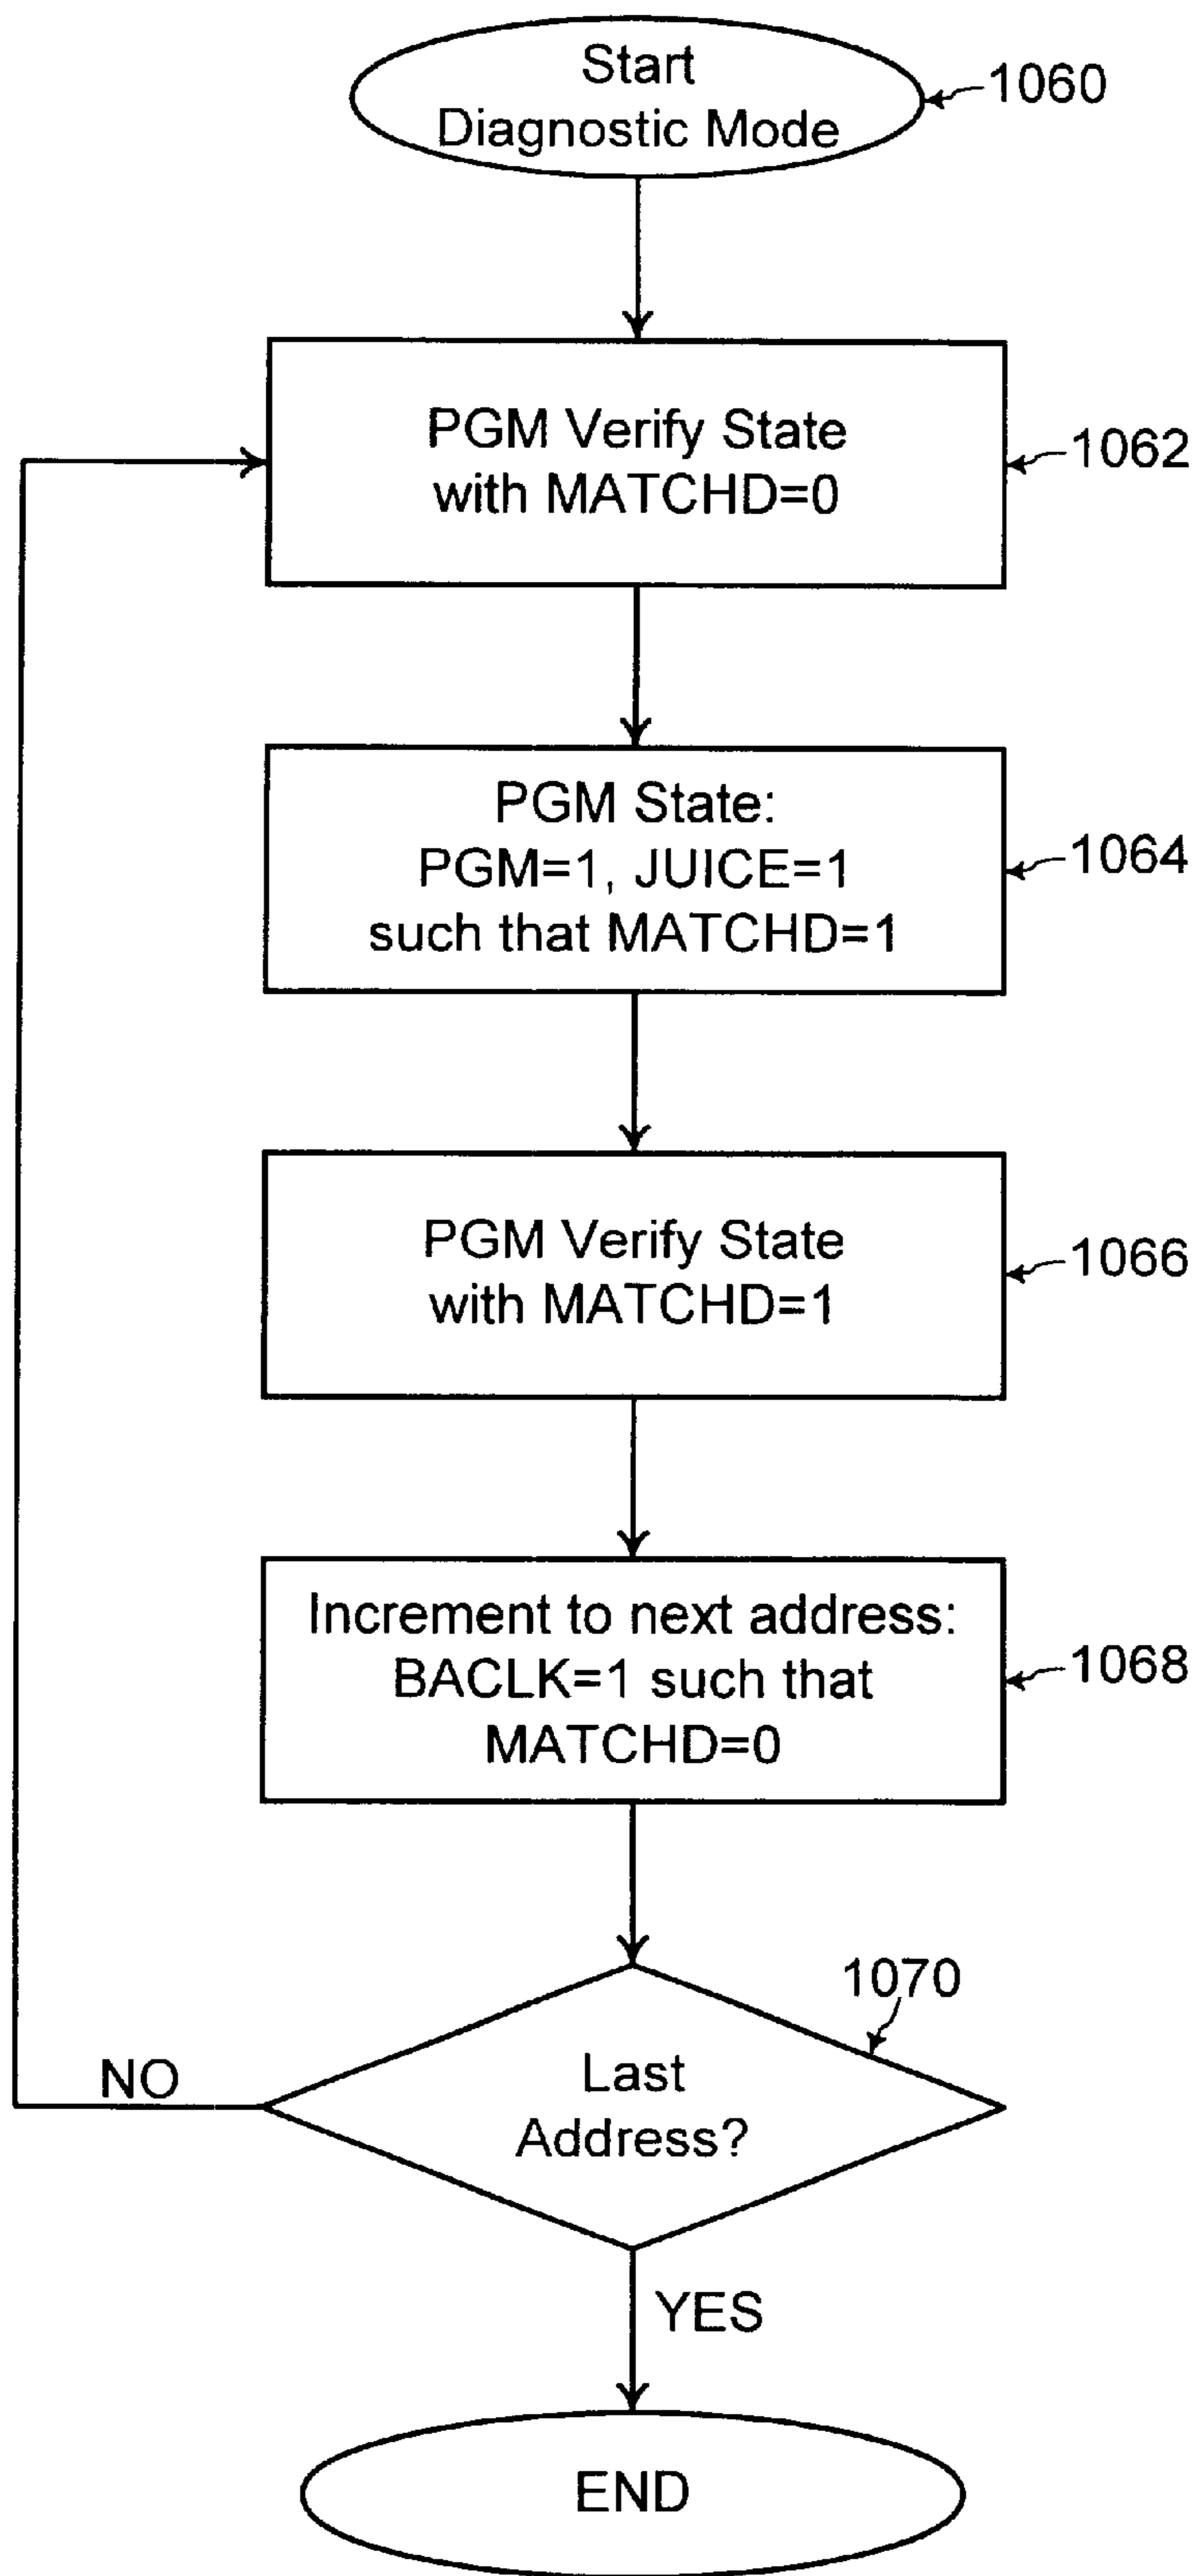 Start
Diagnostic Mode
1060
PGM Verify State
with MATCHD=0
1062
PGM State:
PGM=1, JUICE=1
such that MATCHD=1
1064
PGM Verify State
with MATCHD=1
1066
Increment to next address:
BACLK=1 such that
MATCHD=0
1068
1070
Last
Address?
NO
YES
END